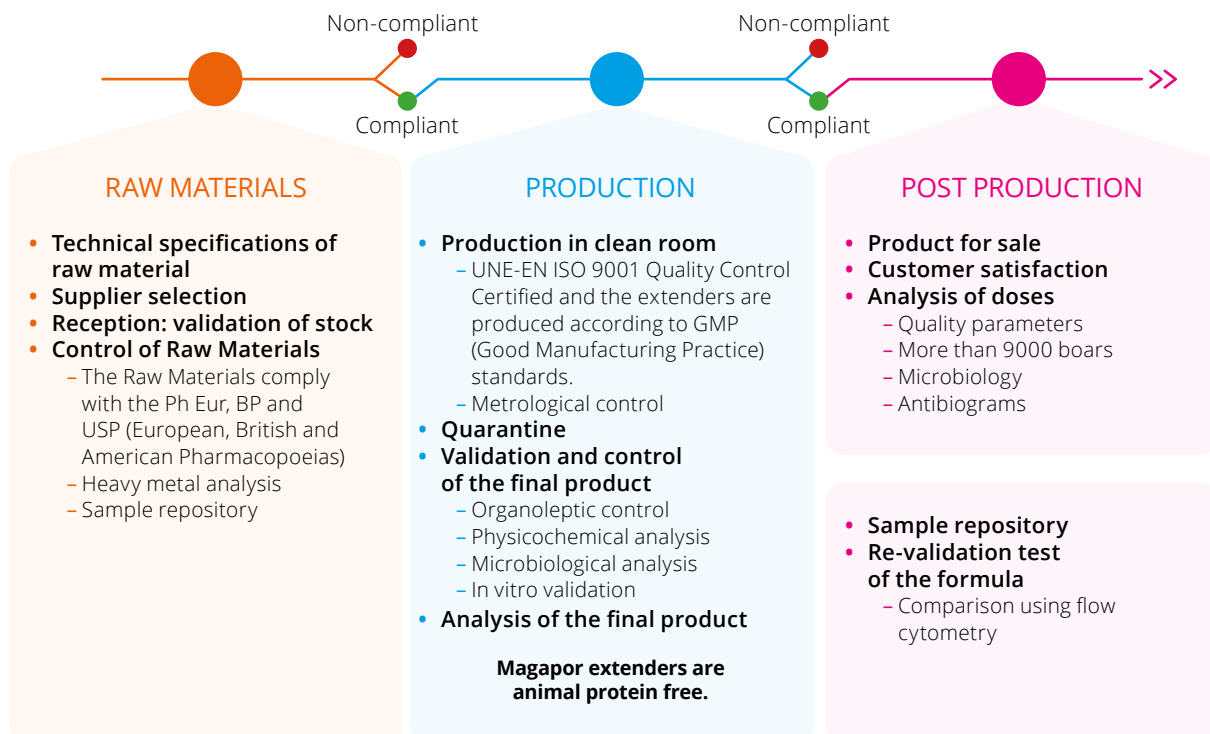 Non-compliant
Compliant
Non-compliant
Compliant
RAW MATERIALS
• Technical specifications of
raw material
• Supplier selection
• Reception: validation of stock
• Control of Raw Materials
– The Raw Materials comply
with the Ph Eur, BP and
USP (European, British and
American Pharmacopoeias)
– Heavy metal analysis
– Sample repository
PRODUCTION
• Production in clean room
– UNE-EN ISO 9001 Quality Control
Certified and the extenders are
produced according to GMP
(Good Manufacturing Practice)
standards.
– Metrological control
• Quarantine
• Validation and control
of the final product
– Organoleptic control
– Physicochemical analysis
– Microbiological analysis
– In vitro validation
• Analysis of the final product
Magapor extenders are
animal protein free.
POST PRODUCTION
• Product for sale
• Customer satisfaction
• Analysis of doses
– Quality parameters
– More than 9000 boars
– Microbiology
– Antibiograms
• Sample repository
• Re-validation test
of the formula
– Comparison using flow
cytometry